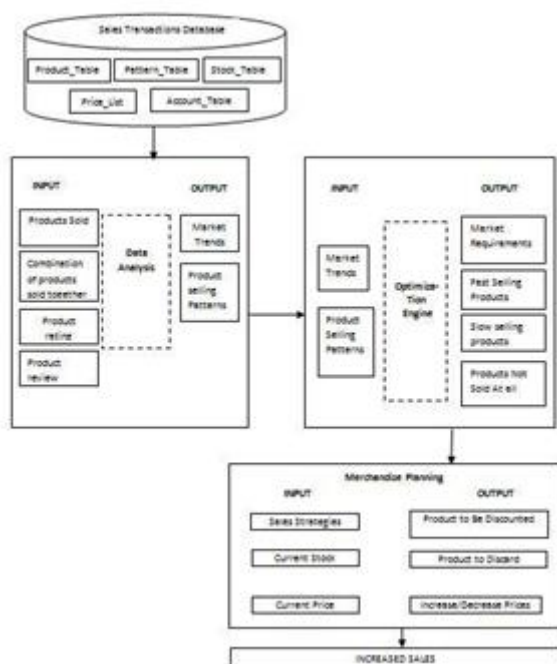 Sales Transactions Database
Product_Table
Pattern_Table
Stock_Table
Price_List
Account_Table
INPUT
OUTPUT
Products Sold
Combination
of products
sold together
Product
Product
review
Data
Analysis
Market
Trends
Product
selling
Patterns
INPUT
OUTPUT
Market
Trends
Product
Selling
Patterns
Optimiza-
tion
Engine
Market
Requirements
Fast Selling
Products
Slow selling
products
Products Not
Sold At all
Merchandize Planning
INPUT
OUTPUT
Sales Strategies
Current Stock
Current Price
Product to Be Discounted
Product to Discard
Increase/Decrease Prices
INCREASED SALES